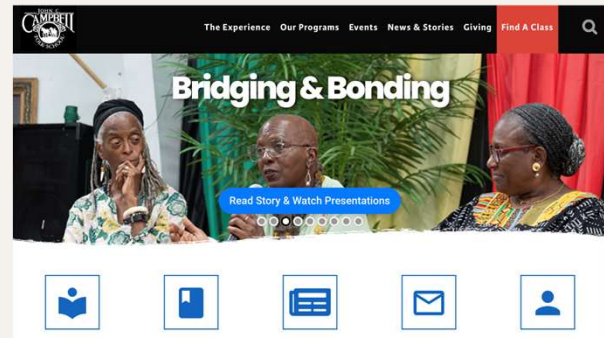 JOHN C.
CAMPBELL
FOLK SCHOOL
The Experience Our Programs Events News & Stories Giving Find A Class
Bridging & Bonding
Read Story & Watch Presentations